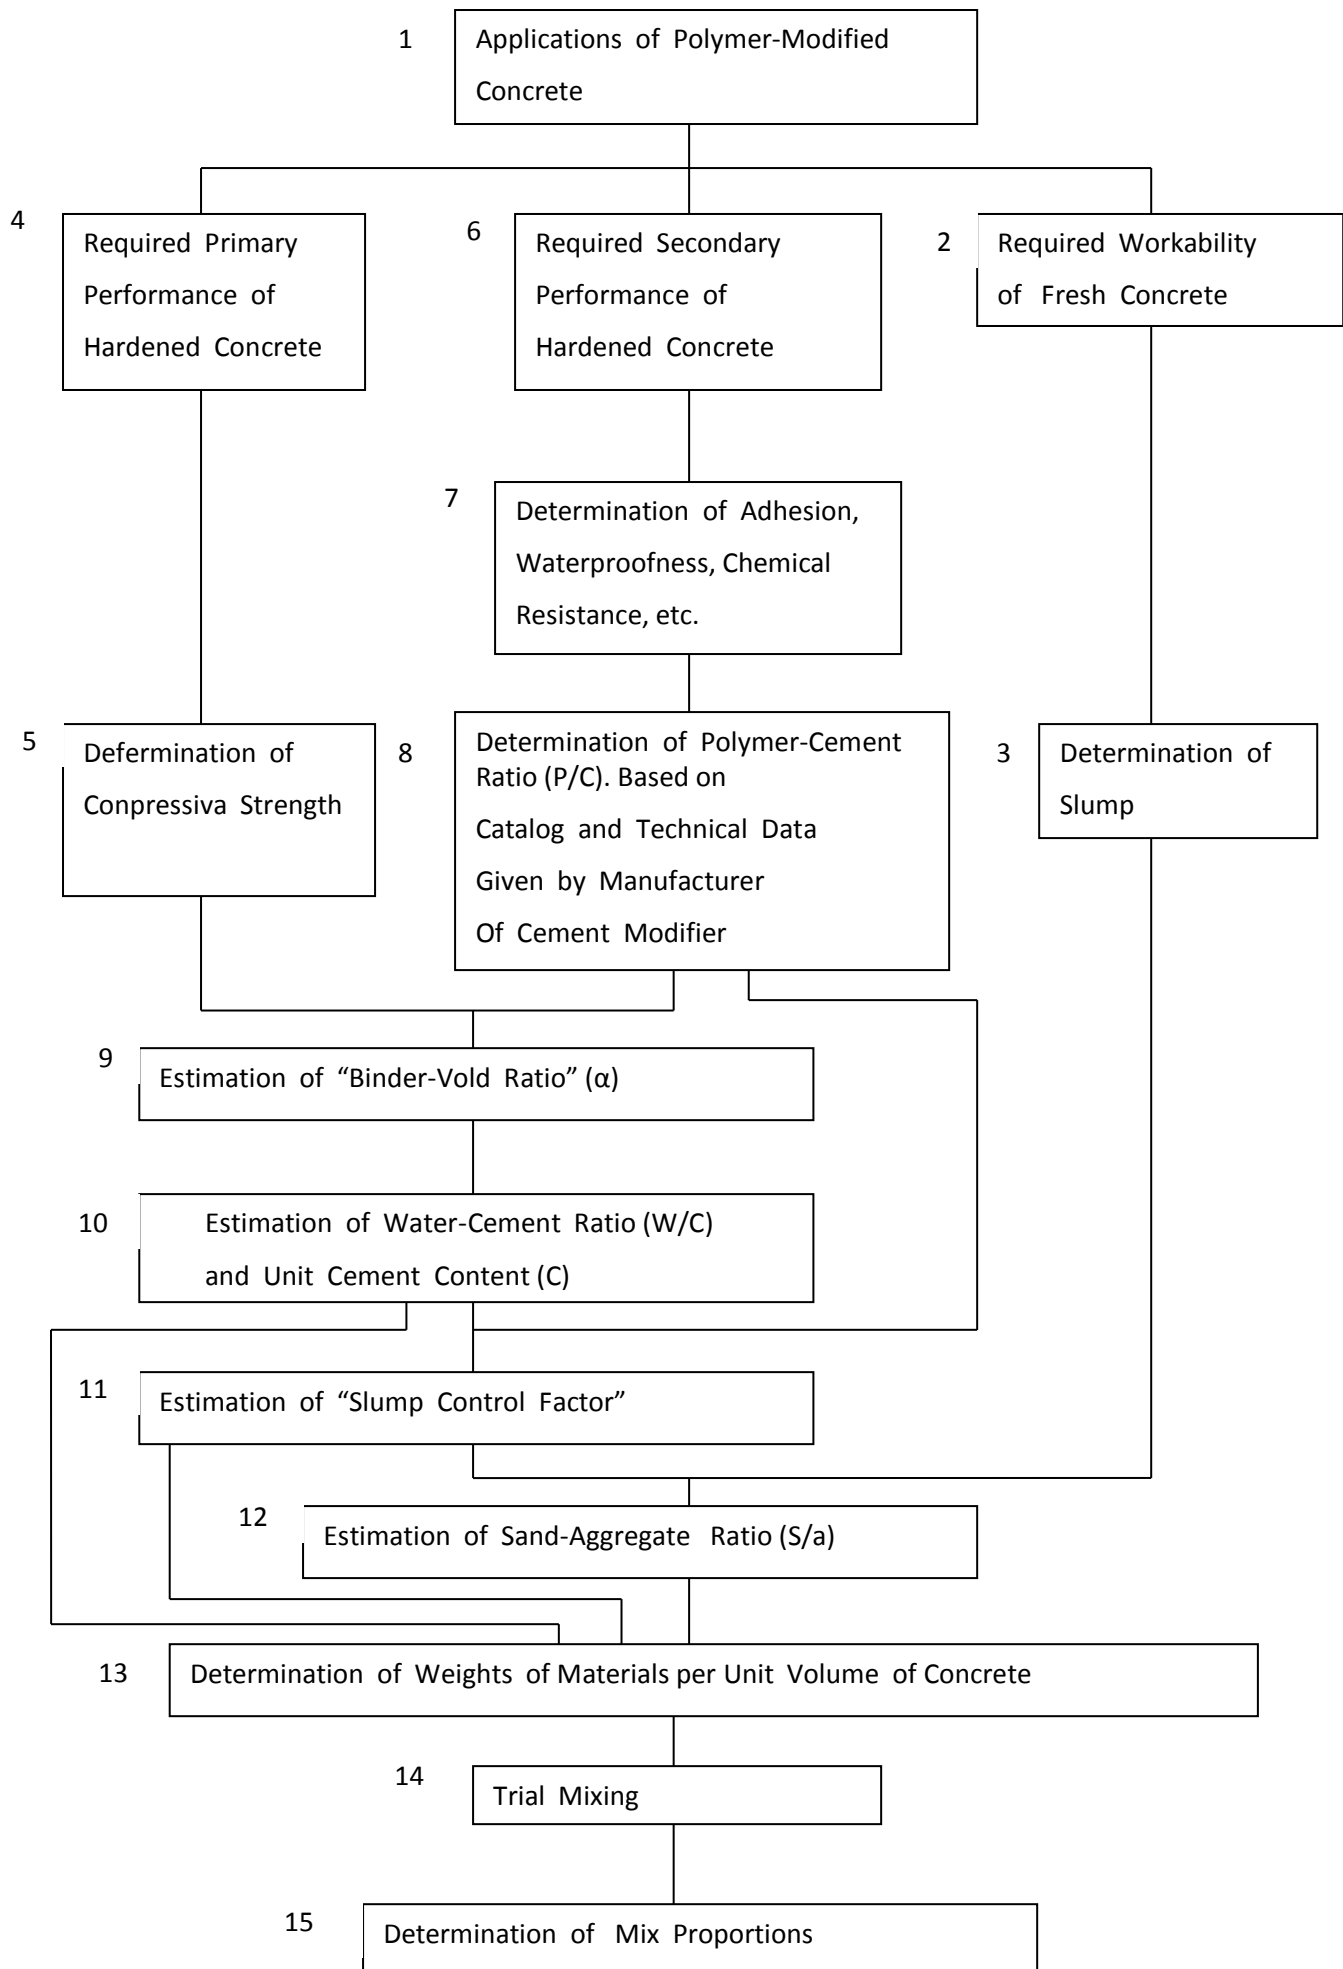 1
Applications of Polymer-Modified
Concrete
4
Required Primary
Performance of
Hardened Concrete
6
Required Secondary
Performance of
Hardened Concrete
2
Required Workability
of Fresh Concrete
7
Determination of Adhesion,
Waterproofness, Chemical
Resistance, etc.
5
Defermination of
Conpressiva Strength
8
Determination of Polymer-Cement
Ratio (P/C). Based on
Catalog and Technical Data
Given by Manufacturer
Of Cement Modifier
3
Determination of
Slump
9
Estimation of “Binder-Vold Ratio” (α)
10
Estimation of Water-Cement Ratio (W/C)
and Unit Cement Content (C)
11
Estimation of “Slump Control Factor”
12
Estimation of Sand-Aggregate Ratio (S/a)
13
Determination of Weights of Materials per Unit Volume of Concrete
14
Trial Mixing
15
Determination of Mix Proportions